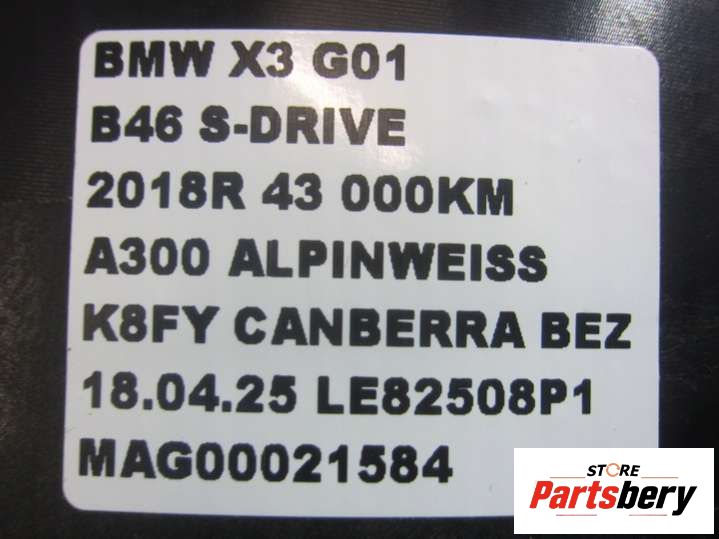 BMW X3 G01
B46 S-DRIVE
2018R 43 000KM
A300 ALPINWEISS
K8FY CANBERRA BEZ
18.04.25 LE82508P1
MAG00021584
STORE
Partsbery